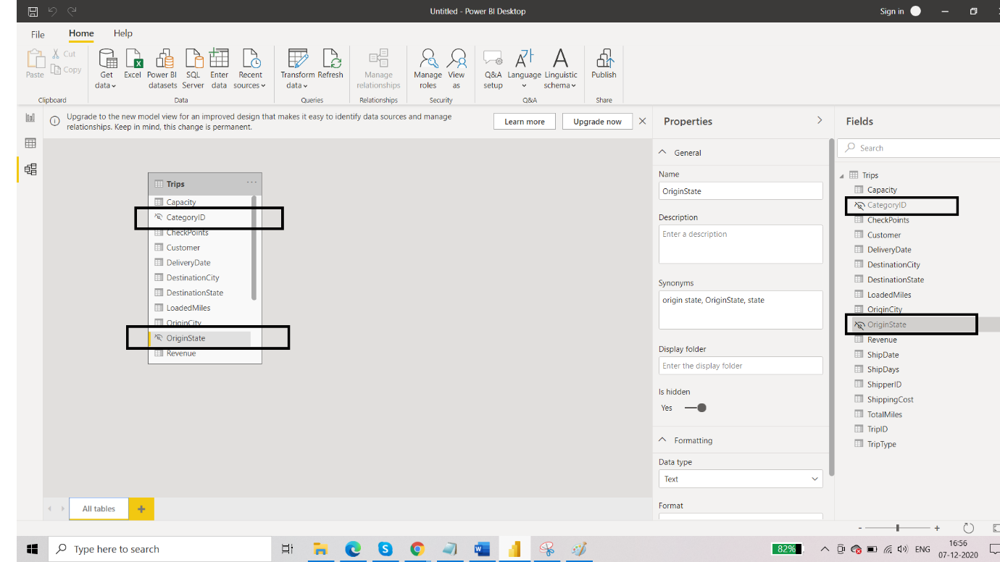 Untitled - Power BI Desktop
Sign in
File Home Help
Paste
Cut
Copy
Get data
Excel
Power BI datasets
SQL Server
Enter data
Recent sources
Transform data
Refresh
Manage relationships
Manage roles
View as
Q&A setup
Language
Linguistic schema
Publish
Clipboard
Data
Queries
Relationships
Security
Q&A
Share
Upgrade to the new model view for an improved design that makes it easy to identify data sources and manage
relationships. Keep in mind, this change is permanent.
Learn more
Upgrade now
Trips
Capacity
CategoryID
CheckPoints
Customer
DeliveryDate
DestinationCity
DestinationState
LoadedMiles
OriginCity
OriginState
Revenue
All tables
Properties
General
Name
OriginState
Description
Enter a description
Synonyms
origin state, OriginState, state
Display folder
Enter the display folder
Is hidden
Yes
Formatting
Data type
Text
Format
Fields
Search
Trips
Capacity
CategoryID
CheckPoints
Customer
DeliveryDate
DestinationCity
DestinationState
LoadedMiles
OriginCity
OriginState
Revenue
ShipDate
ShipDays
ShipperID
ShippingCost
TotalMiles
TripID
TripType
Type here to search
82%
ENG
16:56
07-12-2020